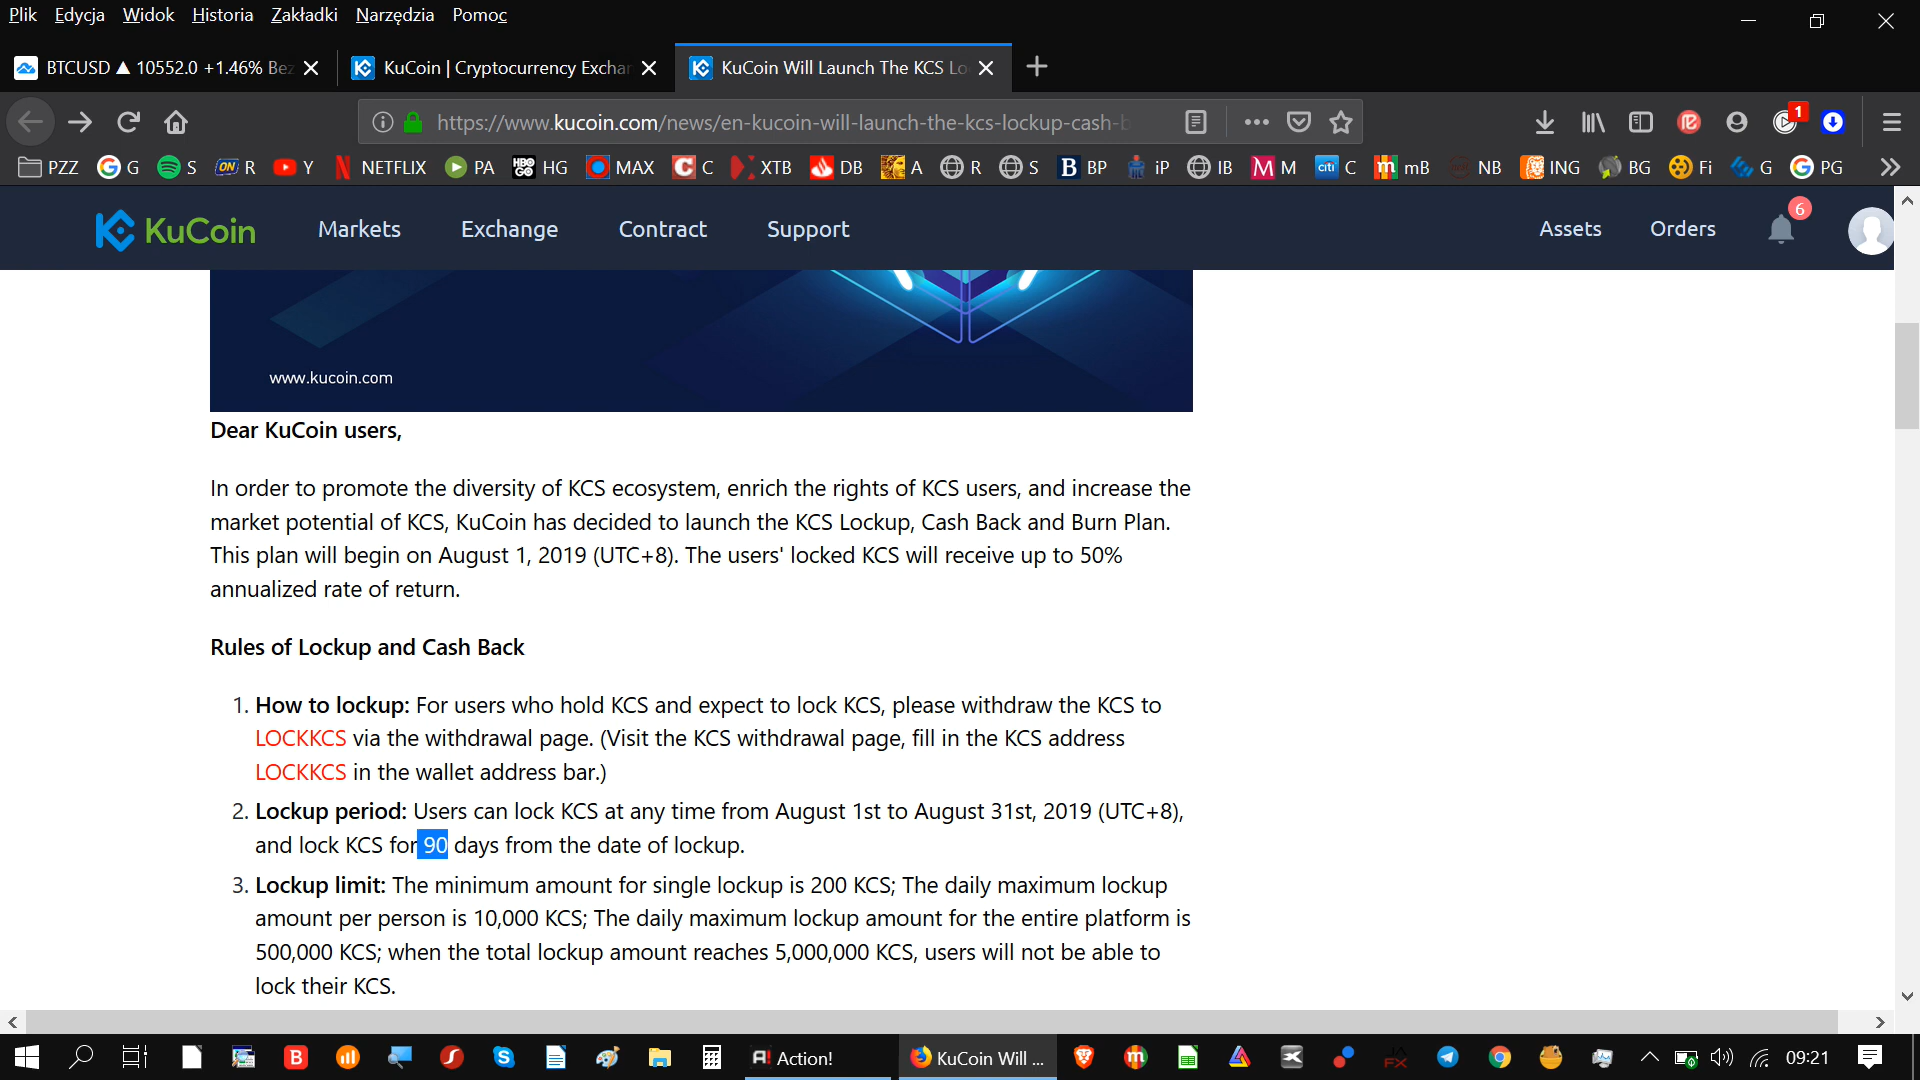 Plik Edycja Widok Historia Zakładki Narzędzia Pomoc
BTCUSD ▲ 10552.0 +1.46% Bez
KuCoin | Cryptocurrency Exchan
KuCoin Will Launch The KCS Lo
https://www.kucoin.com/news/en-kucoin-will-launch-the-kcs-lockup-cash-b
1
PZZ G S R Y NETFLIX PA HG MAX C XTB DB A R S BP iP IB M C mB NB ING BG Fi G PG
KuCoin Markets Exchange Contract Support Assets Orders 6
www.kucoin.com
Dear KuCoin users,
In order to promote the diversity of KCS ecosystem, enrich the rights of KCS users, and increase the
market potential of KCS, KuCoin has decided to launch the KCS Lockup, Cash Back and Burn Plan.
This plan will begin on August 1, 2019 (UTC+8). The users' locked KCS will receive up to 50%
annualized rate of return.
Rules of Lockup and Cash Back
1. How to lockup: For users who hold KCS and expect to lock KCS, please withdraw the KCS to
LOCKKCS via the withdrawal page. (Visit the KCS withdrawal page, fill in the KCS address
LOCKKCS in the wallet address bar.)
2. Lockup period: Users can lock KCS at any time from August 1st to August 31st, 2019 (UTC+8),
and lock KCS for 90 days from the date of lockup.
3. Lockup limit: The minimum amount for single lockup is 200 KCS; The daily maximum lockup
amount per person is 10,000 KCS; The daily maximum lockup amount for the entire platform is
500,000 KCS; when the total lockup amount reaches 5,000,000 KCS, users will not be able to
lock their KCS.
Action! KuCoin Will ... 09:21